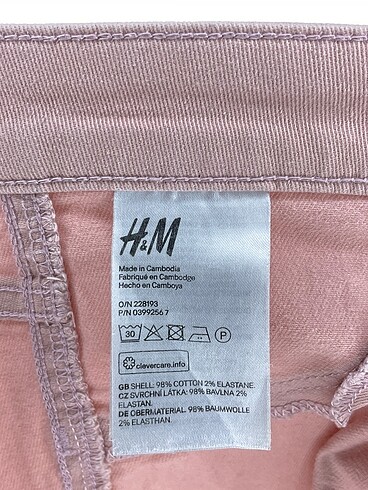 H&M
Made in Cambodia
Fabriqué en Cambodge
Hecho en Camboya
O/N 228193
P/N 0399256 7
30 P
clevercare.info
GB SHELL: 98% COTTON 2% ELASTANE.
CZ SVRCHNÍ LÁTKA: 98% BAVLNA 2%
ELASTAN.
DE OBERMATERIAL: 98% BAUMWOLLE
2% ELASTHAN.